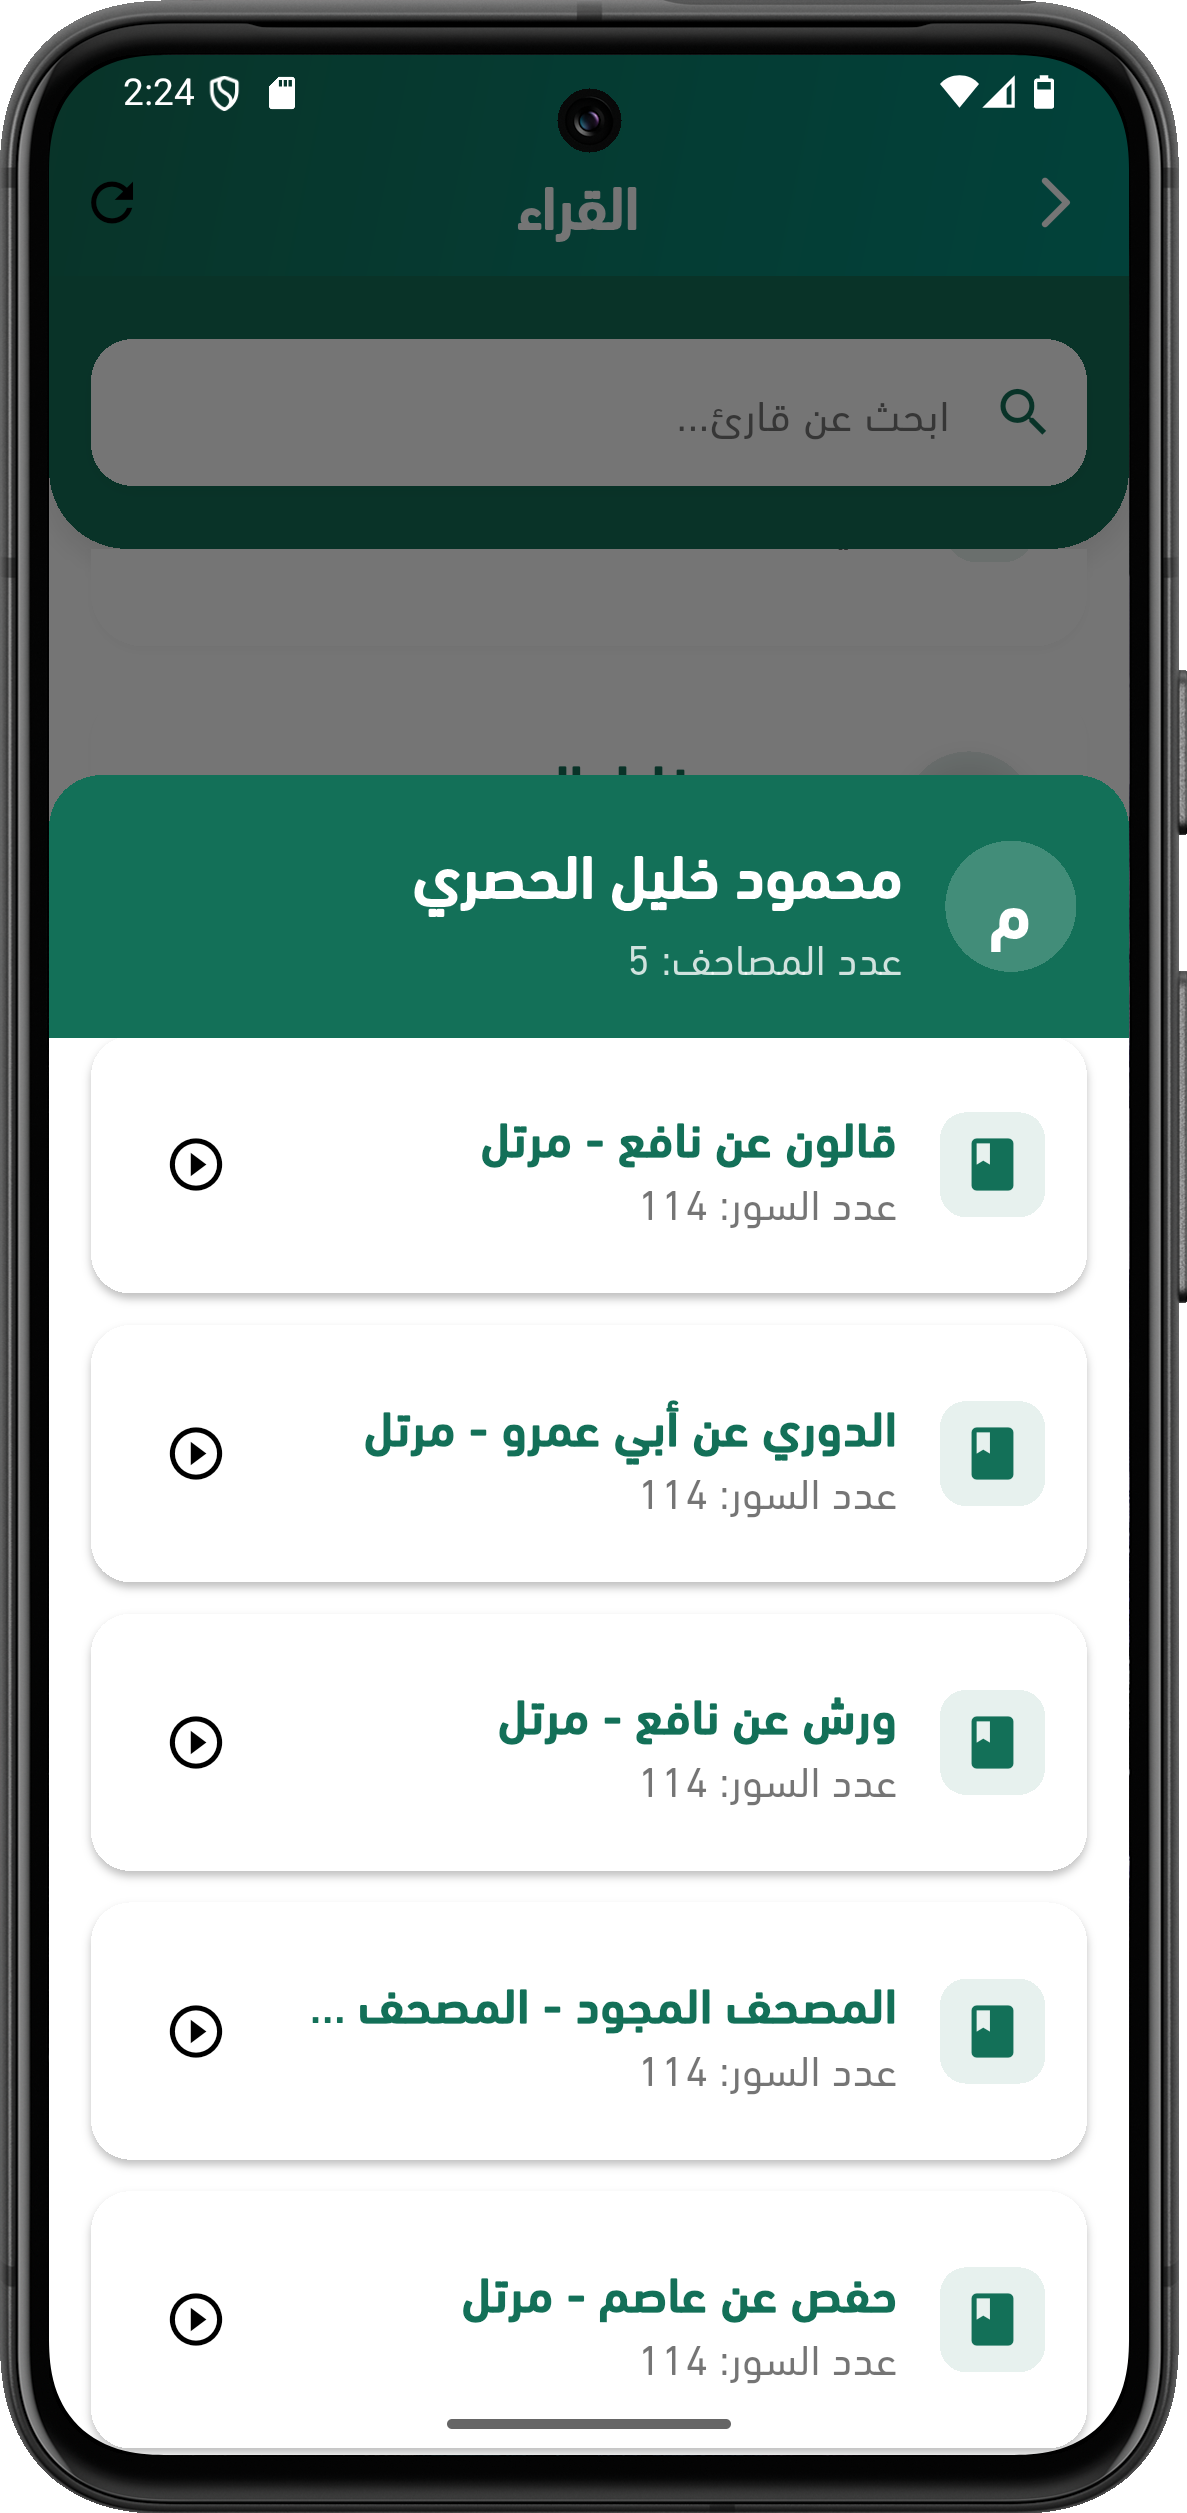 2:24
القراء
ابحث عن قارئ...
محمود خليل الحصري
م
عدد المصاحف: 5
قالون عن نافع - مرتل
عدد السور: 114
الدوري عن أبي عمرو - مرتل
عدد السور: 114
ورش عن نافع - مرتل
عدد السور: 114
المصحف المجود - المصحف ...
عدد السور: 114
حفص عن عاصم - مرتل
عدد السور: 114